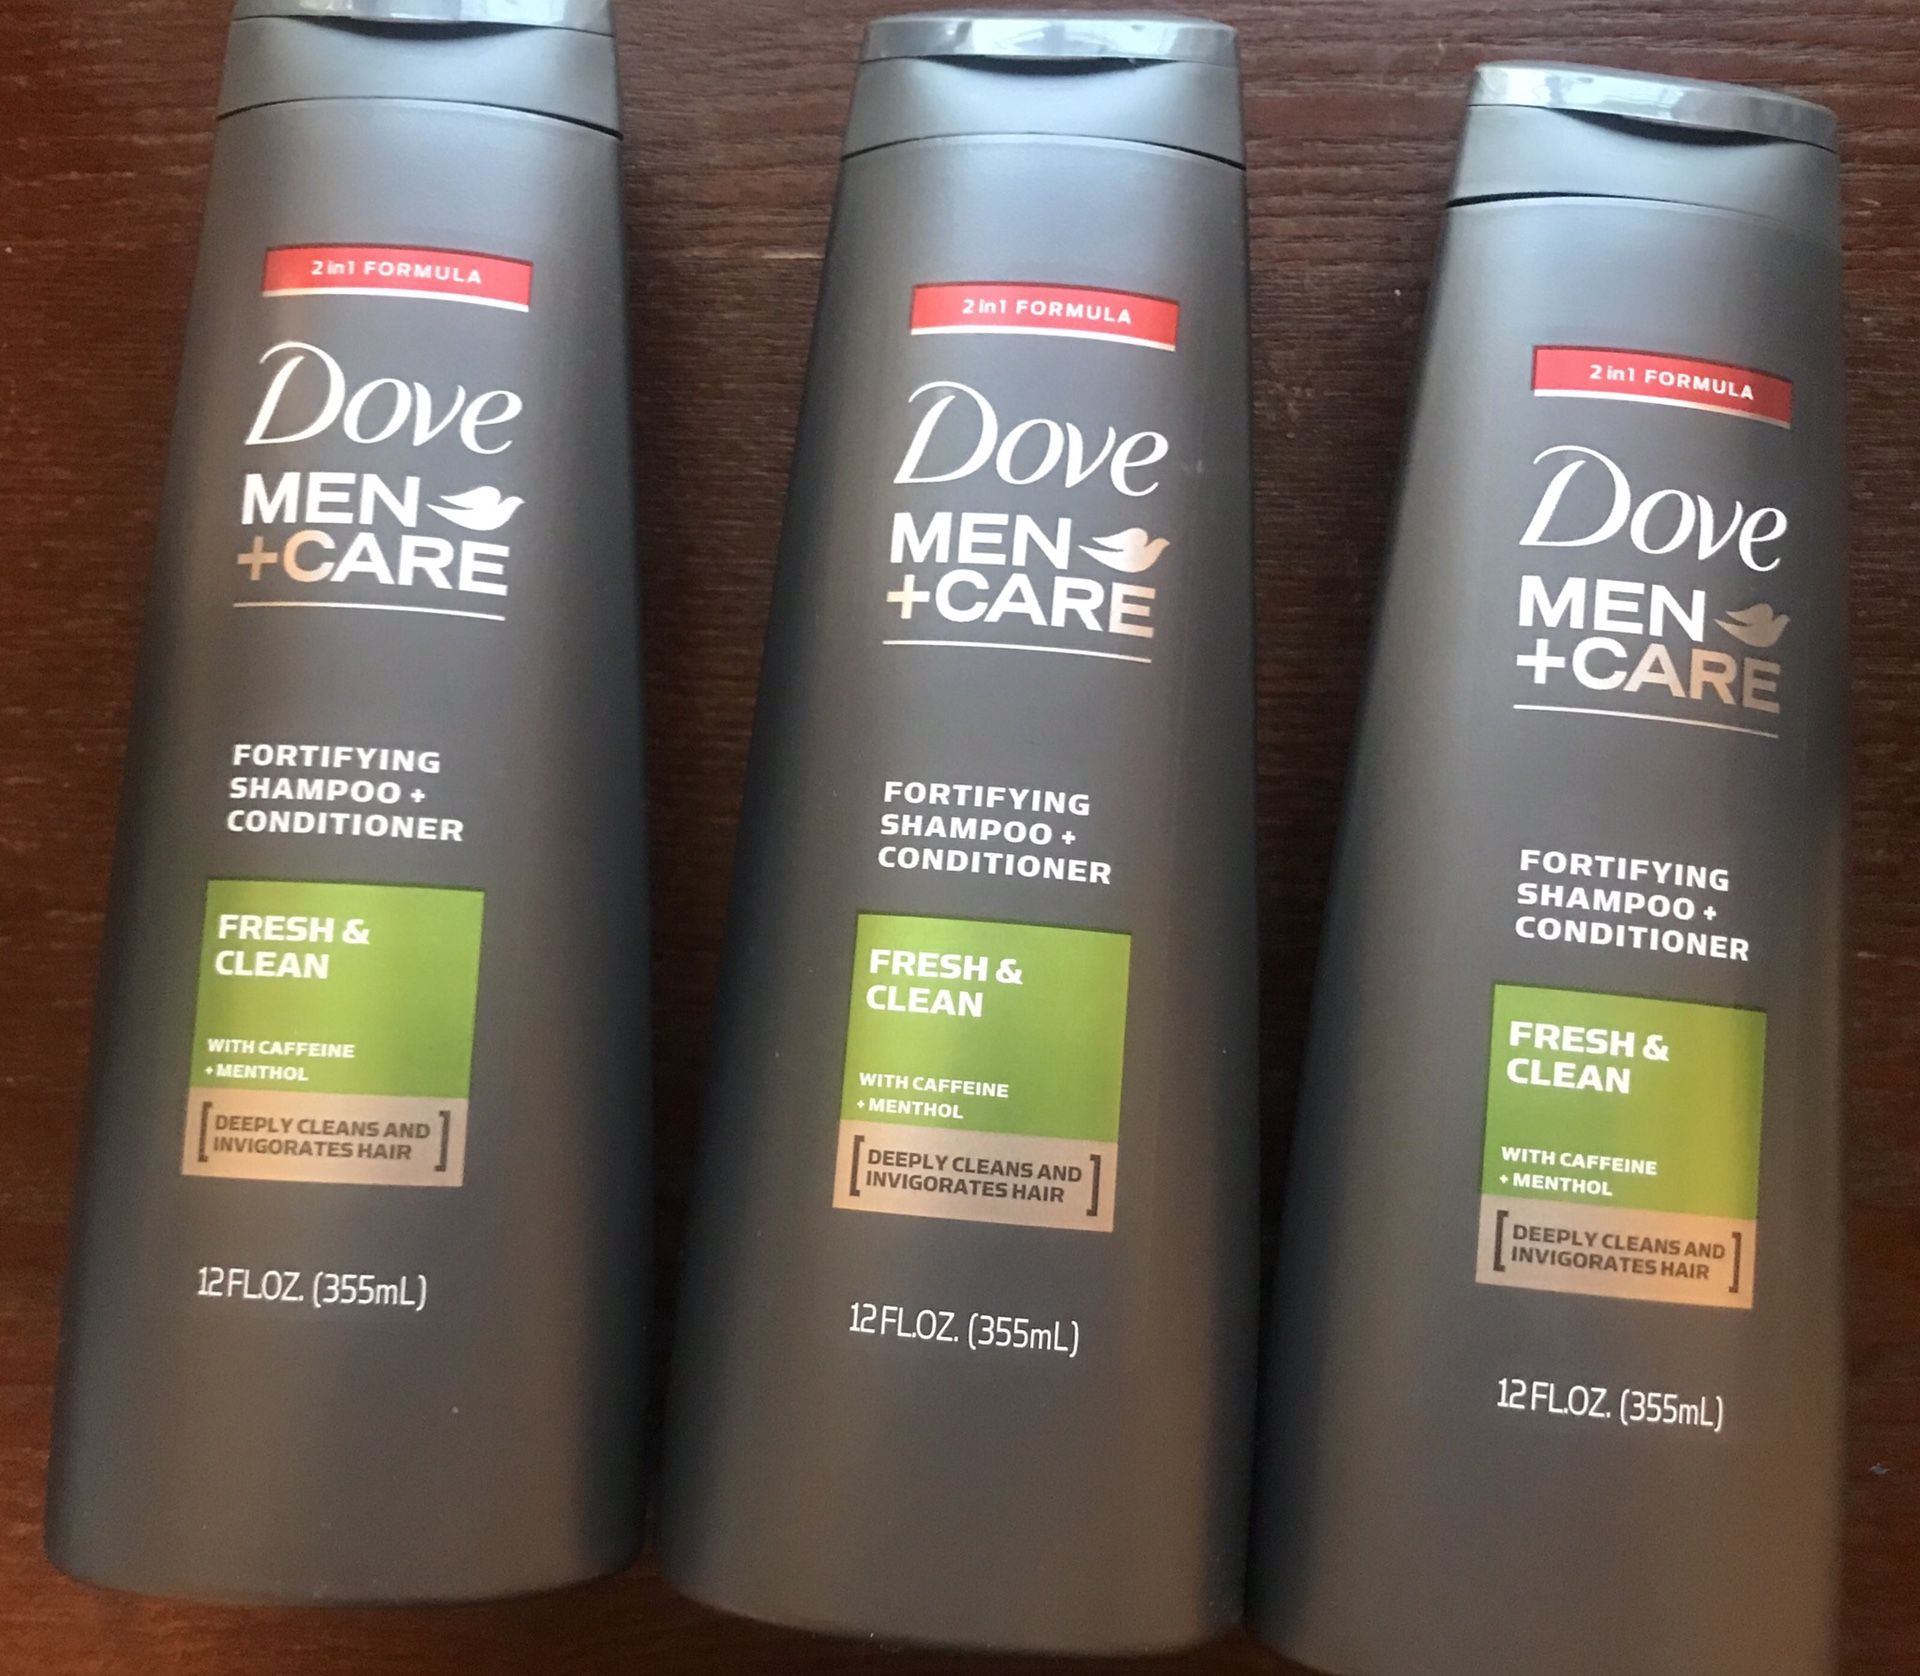 2in1 FORMULA
Dove
MEN
+CARE
FORTIFYING
SHAMPOO +
CONDITIONER
FRESH &
CLEAN
WITH CAFFEINE
+ MENTHOL
[DEEPLY CLEANS AND
INVIGORATES HAIR]
12 FL.OZ. (355mL)
2in1 FORMULA
Dove
MEN
+CARE
FORTIFYING
SHAMPOO +
CONDITIONER
FRESH &
CLEAN
WITH CAFFEINE
+ MENTHOL
[DEEPLY CLEANS AND
INVIGORATES HAIR]
12 FL.OZ. (355mL)
2in1 FORMULA
Dove
MEN
+CARE
FORTIFYING
SHAMPOO +
CONDITIONER
FRESH &
CLEAN
WITH CAFFEINE
+ MENTHOL
[DEEPLY CLEANS AND
INVIGORATES HAIR]
12 FL.OZ. (355mL)